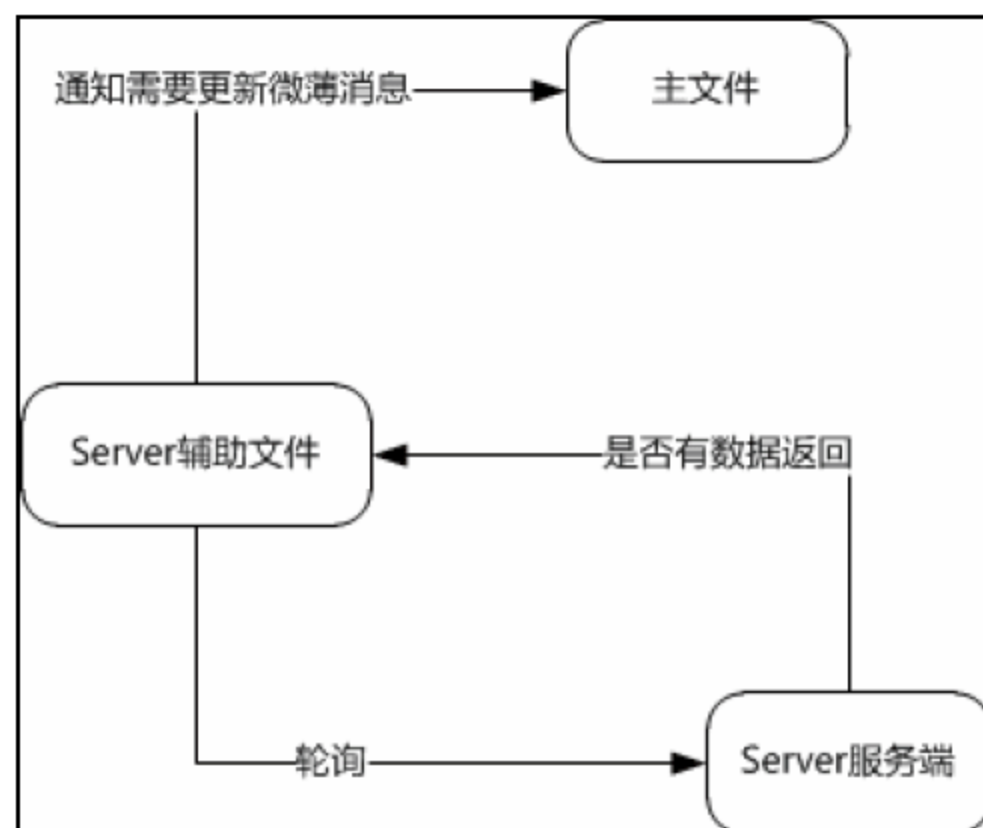 通知需要更新微薄消息
主文件
Server辅助文件
是否有数据返回
轮询
Server服务端